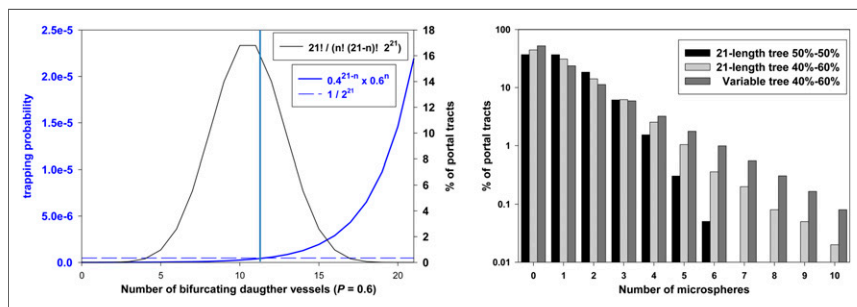 2.5e-5
2.0e-5
1.5e-5
1.0e-5
5.0e-6
0.0
trapping probability
21! / (n! (21-n)! 2^21)
0.4^21-n x 0.6^n
1 / 2^21
18
16
14
12
10
8
6
4
2
0
% of portal tracts
0 5 10 15 20
Number of bifurcating daugther vessels (P = 0.6)
100
10
1
0.1
0.01
% of portal tracts
21-length tree 50%-50%
21-length tree 40%-60%
Variable tree 40%-60%
0 1 2 3 4 5 6 7 8 9 10
Number of microspheres